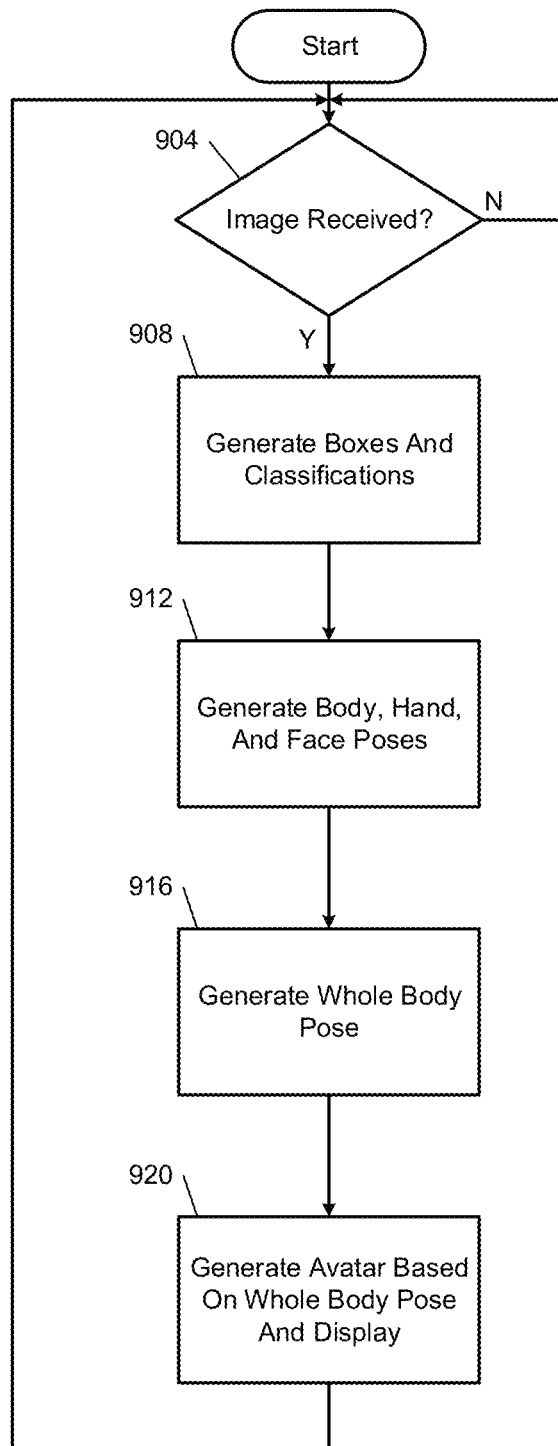 Start
904
Image Received?
N
Y
908
Generate Boxes And
Classifications
912
Generate Body, Hand,
And Face Poses
916
Generate Whole Body
Pose
920
Generate Avatar Based
On Whole Body Pose
And Display